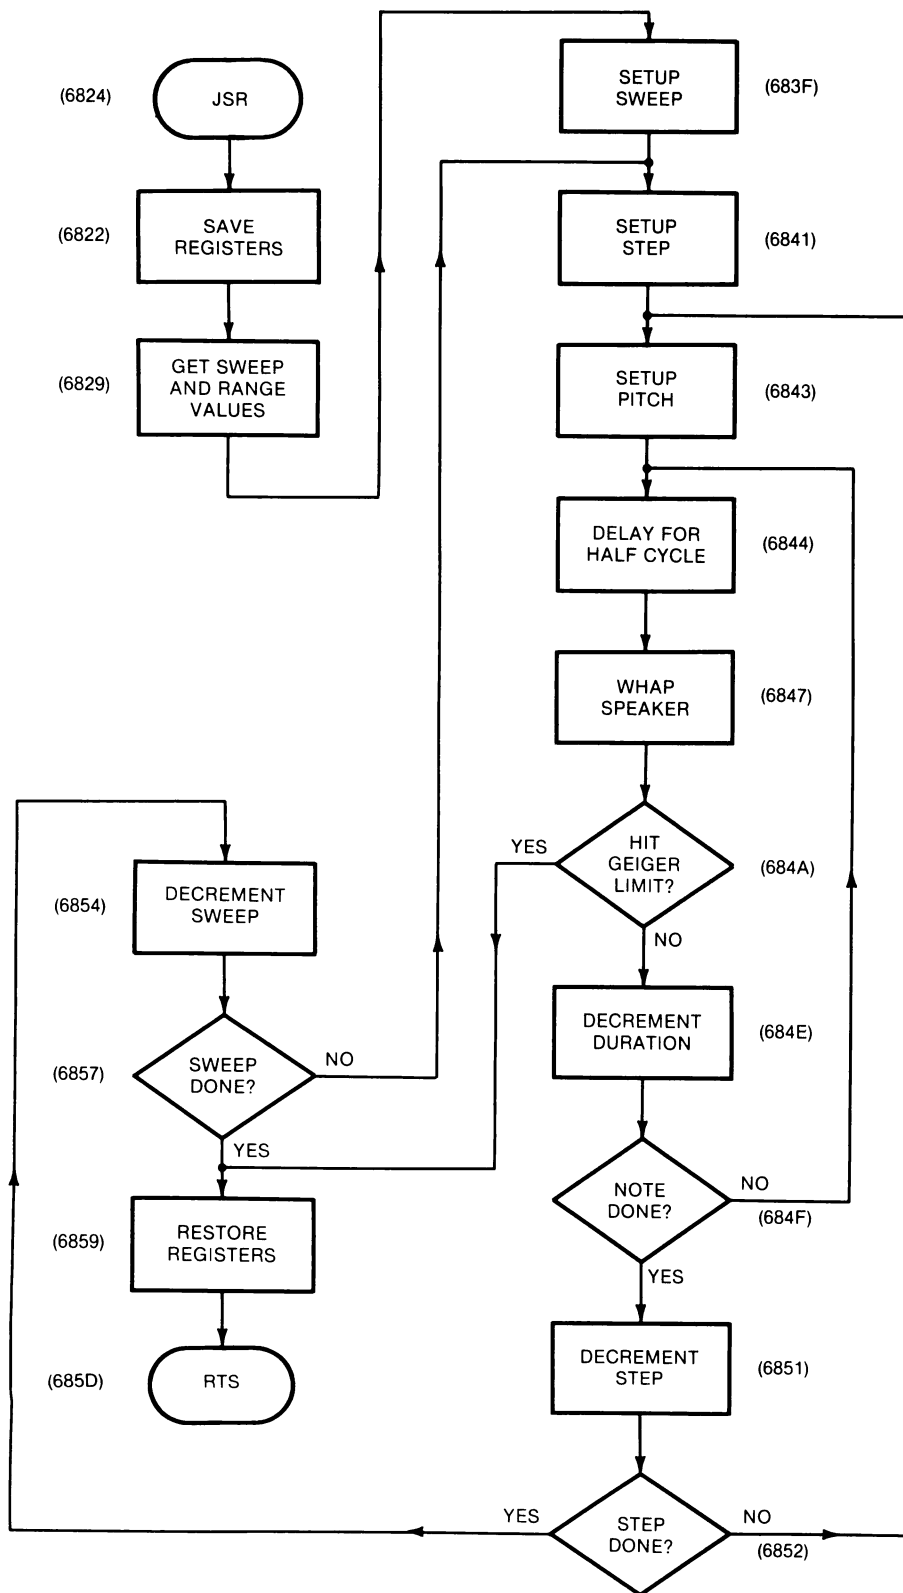 (6824)
JSR
(6822)
SAVE
REGISTERS
(6829)
GET SWEEP
AND RANGE
VALUES
SETUP
SWEEP
(683F)
SETUP
STEP
(6841)
SETUP
PITCH
(6843)
DELAY FOR
HALF CYCLE
(6844)
WHAP
SPEAKER
(6847)
YES
HIT
GEIGER
LIMIT?
(684A)
NO
DECREMENT
DURATION
(684E)
NOTE
DONE?
NO
(684F)
YES
DECREMENT
STEP
(6851)
YES
STEP
DONE?
NO
(6852)
(6854)
DECREMENT
SWEEP
(6857)
SWEEP
DONE?
NO
YES
(6859)
RESTORE
REGISTERS
(685D)
RTS